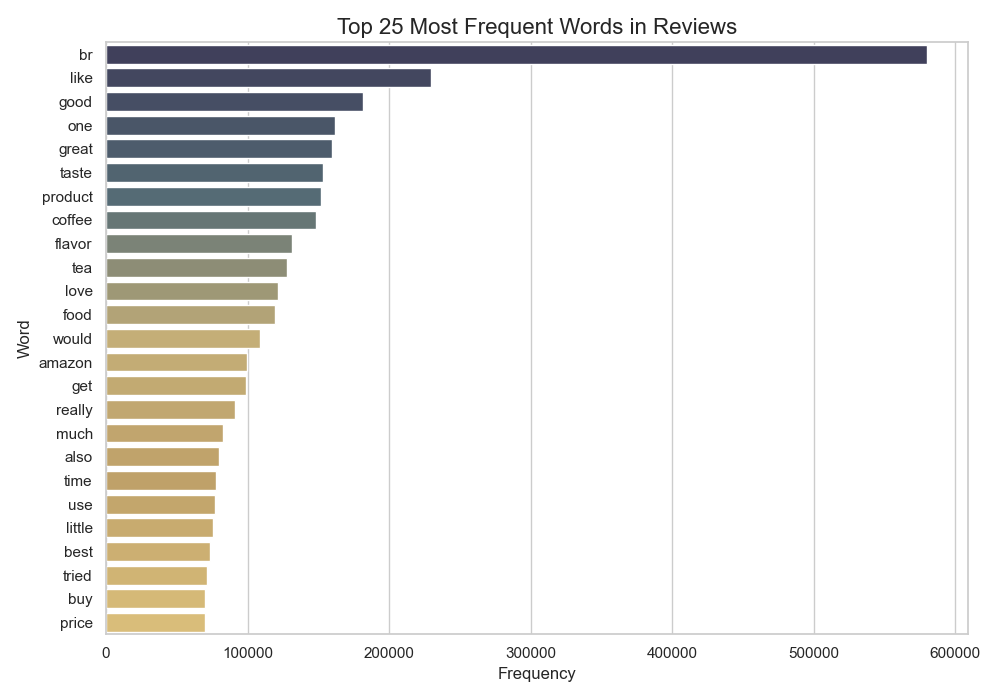 Top 25 Most Frequent Words in Reviews
br
like
good
one
great
taste
product
coffee
flavor
tea
love
food
would
amazon
get
really
much
also
time
use
little
best
tried
buy
price
Word
0 100000 200000 300000 400000 500000 600000
Frequency